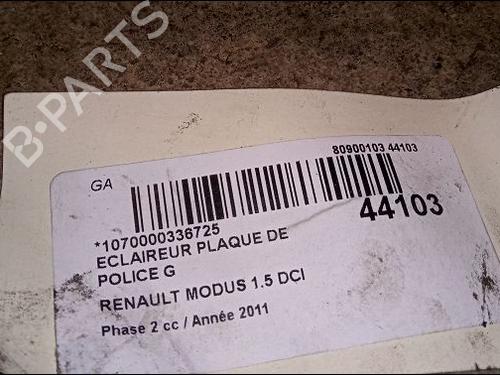 B-PARTS
GA
80900103 44103
44103
*1070000336725
ECLAIREUR PLAQUE DE
POLICE G
RENAULT MODUS 1.5 DCI
Phase 2 cc / Année 2011